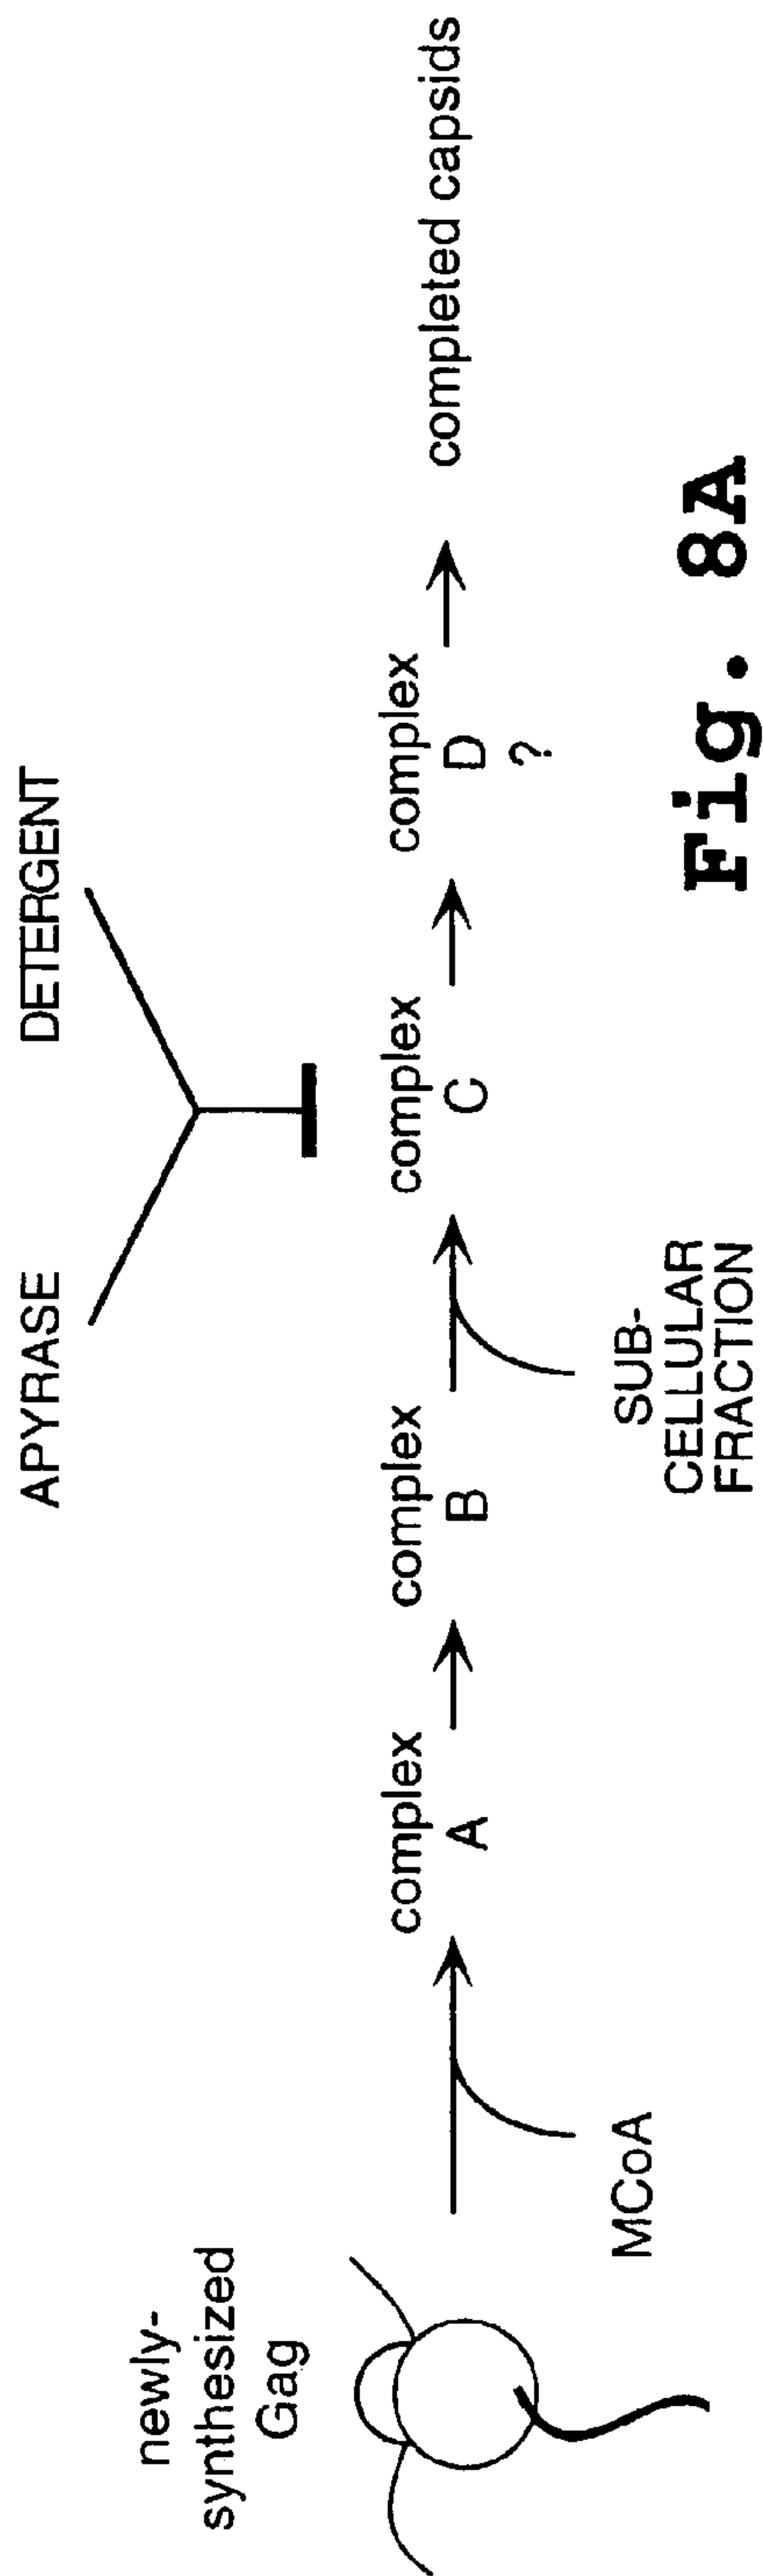 APYRASE
DETERGENT
newly-
synthesized
Gag
MCoA
complex
A
complex
B
SUB-
CELLULAR
FRACTION
complex
C
complex
D
?
completed capsids
Fig. 8A